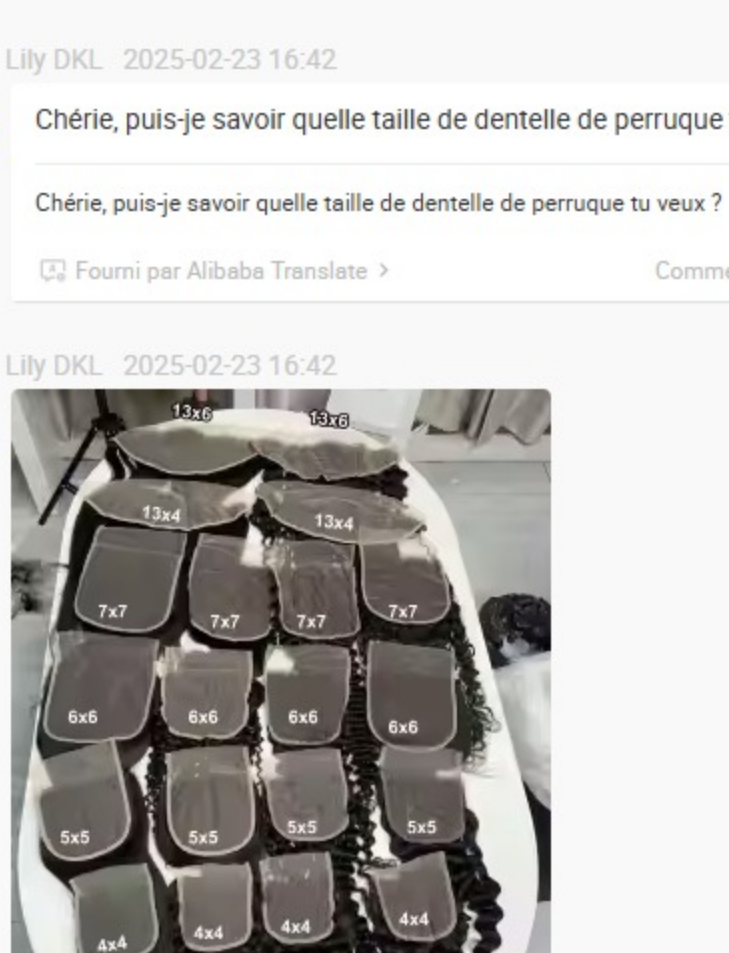 Lily DKL 2025-02-23 16:42
Chérie, puis-je savoir quelle taille de dentelle de perruque
Chérie, puis-je savoir quelle taille de dentelle de perruque tu veux ?
Fourni par Alibaba Translate >
Comme
Lily DKL 2025-02-23 16:42
13x6 13x6
13x4 13x4
7x7 7x7 7x7 7x7
6x6 6x6 6x6 6x6
5x5 5x5 5x5 5x5
4x4 4x4 4x4 4x4